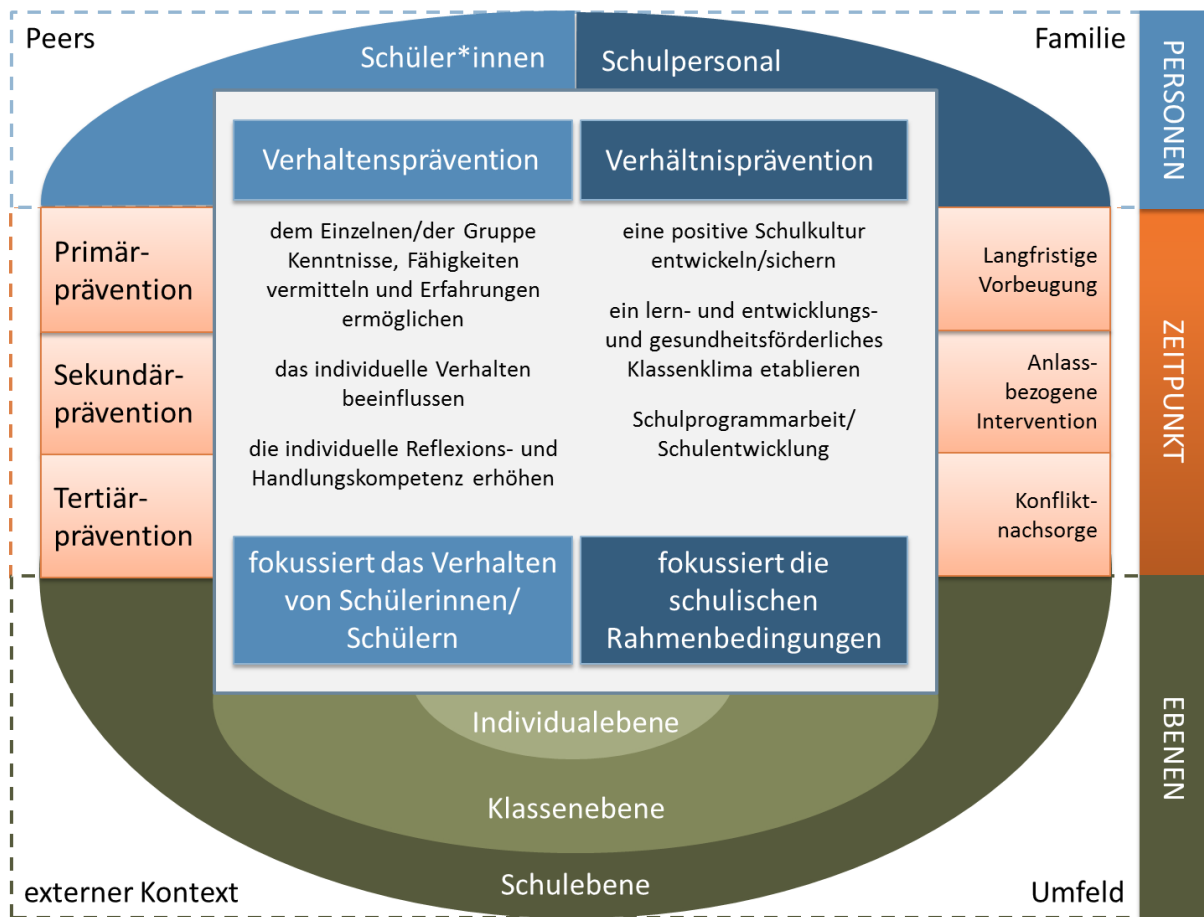 Peers
Familie
Schüler*innen
Schulpersonal
PERSONEN
Verhaltensprävention
Verhältnisprävention
dem Einzelnen/der Gruppe
Kenntnisse, Fähigkeiten
vermitteln und Erfahrungen
ermöglichen
das individuelle Verhalten
beeinflussen
die individuelle Reflexions- und
Handlungskompetenz erhöhen
eine positive Schulkultur
entwickeln/sichern
ein lern- und entwicklungs-
und gesundheitsförderliches
Klassenklima etablieren
Schulprogrammarbeit/
Schulentwicklung
Primär-
prävention
Sekundär-
prävention
Tertiär-
prävention
Langfristige
Vorbeugung
Anlass-
bezogene
Intervention
Konflikt-
nachsorge
ZEITPUNKT
fokussiert das Verhalten
von Schülerinnen/
Schülern
fokussiert die
schulischen
Rahmenbedingungen
Individualebene
Klassenebene
Schulebene
EBENEN
externer Kontext
Umfeld